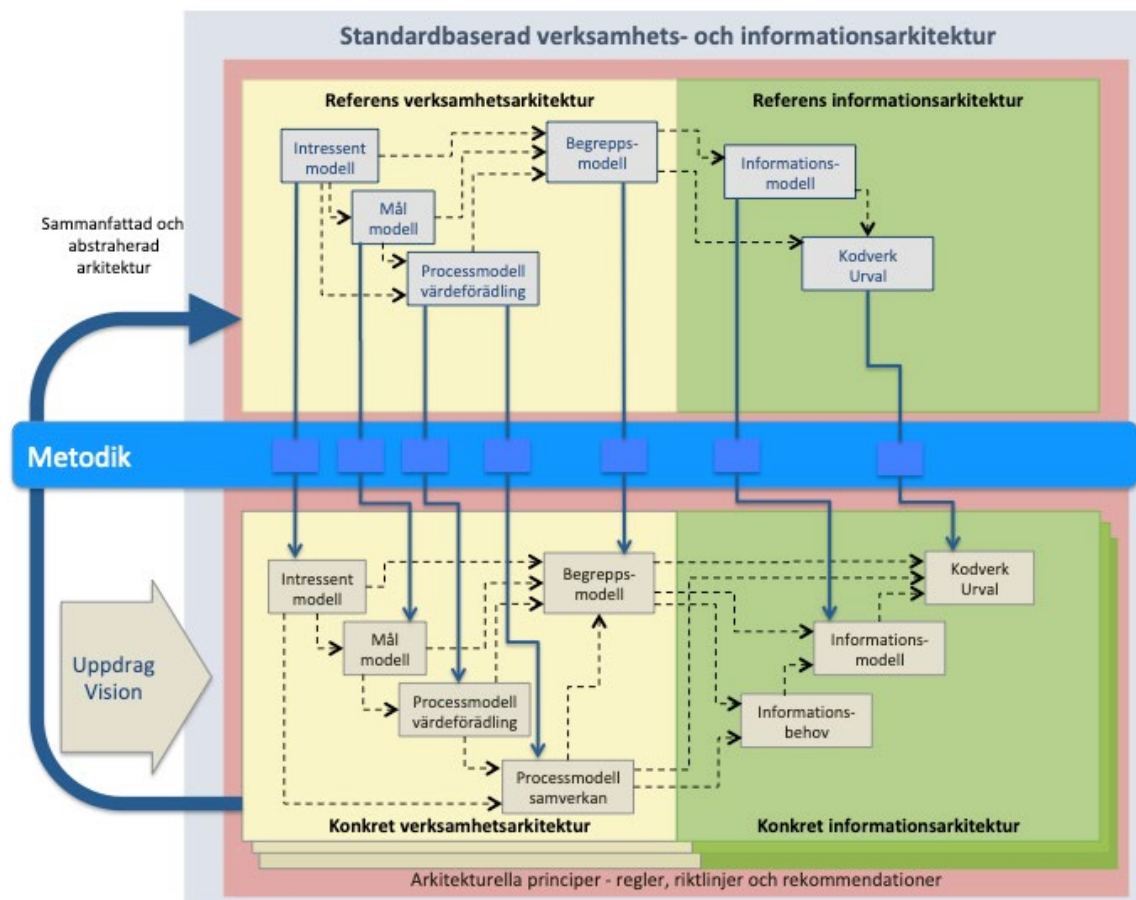 Standardbaserad verksamhets- och informationsarkitektur
Referens verksamhetsarkitektur
Referens informationsarkitektur
Intressent
modell
Begrepps-
modell
Informations-
modell
Mål
modell
Sammanfattad och
abstraherad
arkitektur
Processmodell
värdeförädling
Kodverk
Urval
Metodik
Intressent
modell
Begrepps-
modell
Kodverk
Urval
Mål
modell
Informations-
modell
Uppdrag
Vision
Processmodell
värdeförädling
Informations-
behov
Processmodell
samverkan
Konkret verksamhetsarkitektur
Konkret informationsarkitektur
Arkitekturella principer - regler, riktlinjer och rekommendationer